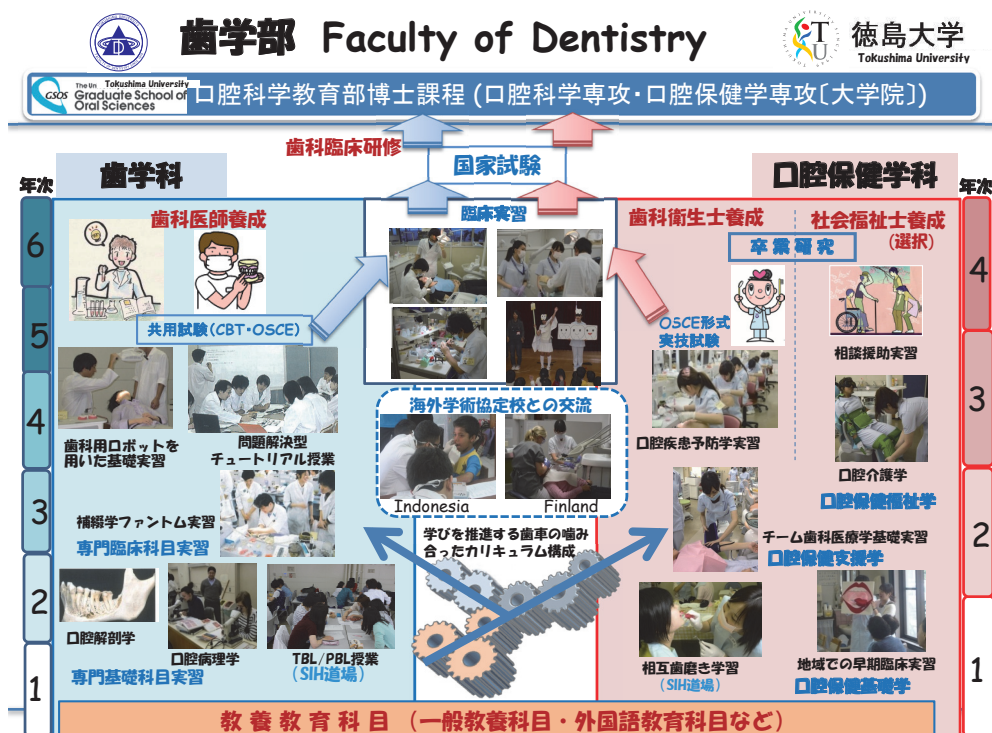 歯学部 Faculty of Dentistry
徳島大学
Tokushima University
GSOS
Tokushima University
Graduate School of
Oral Sciences
口腔科学教育部博士課程 (口腔科学専攻・口腔保健学専攻〔大学院〕)
歯科臨床研修
国家試験
歯学科
口腔保健学科
年次
年次
6
5
4
3
2
1
歯科医師養成
共用試験(CBT・OSCE)
歯科用ロボットを
用いた基礎実習
問題解決型
チュートリアル授業
補綴学ファントム実習
専門臨床科目実習
口腔解剖学
口腔病理学
TBL/PBL授業
(SIH道場)
専門基礎科目実習
臨床実習
海外学術協定校との交流
Indonesia
Finland
学びを推進する歯車の噛み
合ったカリキュラム構成
歯科衛生士養成
社会福祉士養成
(選択)
卒業研究
OSCE形式
実技試験
相談援助実習
口腔疾患予防学実習
口腔介護学
口腔保健福祉学
チーム歯科医療学基礎実習
口腔保健支援学
相互歯磨き学習
(SIH道場)
地域での早期臨床実習
口腔保健基礎学
4
3
2
1
教養教育科目 (一般教養科目・外国語教育科目など)